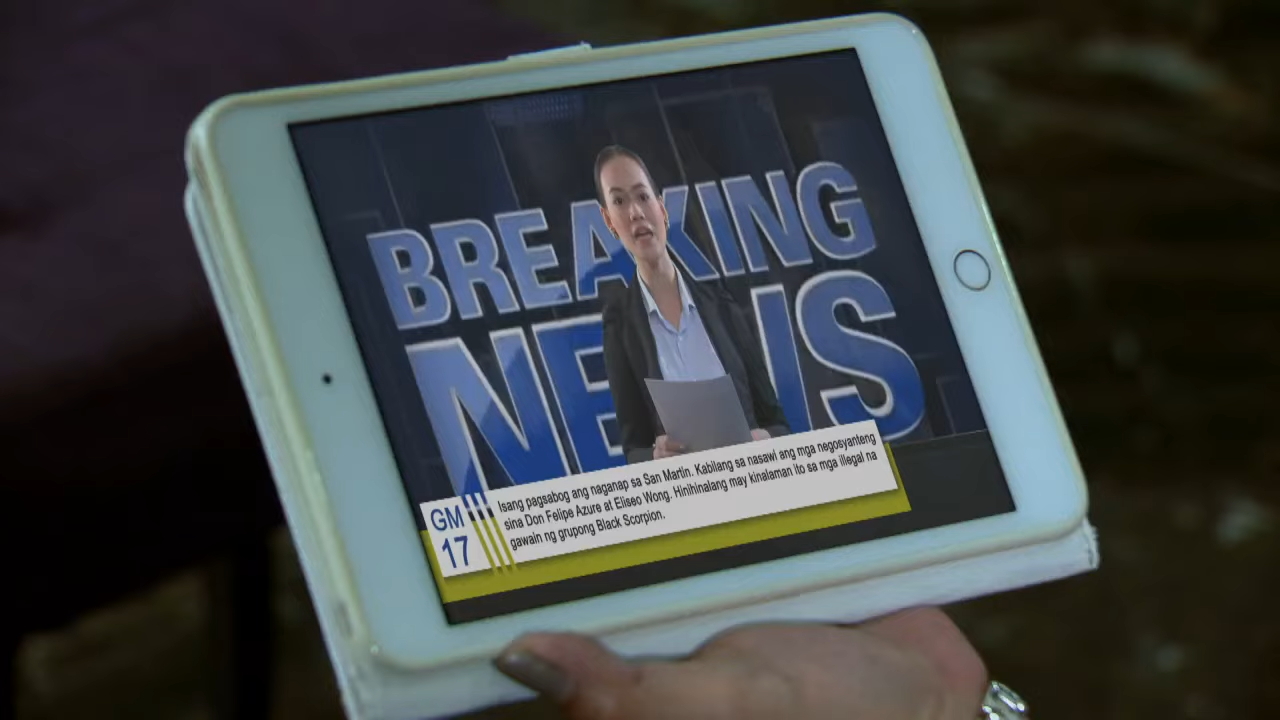 BREAKING
NEWS
GM
17
Isang pagsabog ang naganap sa San Martin. Kabilang sa nasawi ang mga negosyanteng
sina Don Felipe Azure at Eliseo Wong. Hinihinalang may kinalaman ito sa mga illegal na
gawain ng grupong Black Scorpion.